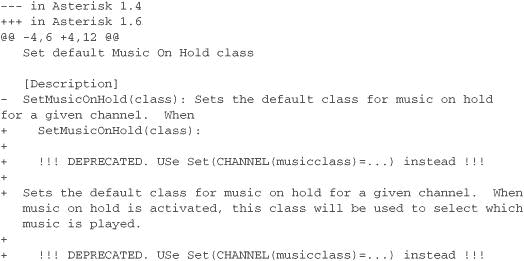 --- in Asterisk 1.4
+++ in Asterisk 1.6
@@ -4,6 +4,12 @@
   Set default Music On Hold class

   [Description]
-  SetMusicOnHold(class): Sets the default class for music on hold
for a given channel.  When
+    SetMusicOnHold(class):
+
+    !!! DEPRECATED. USe Set(CHANNEL(musicclass)=...) instead !!!
+
+  Sets the default class for music on hold for a given channel.  When
   music on hold is activated, this class will be used to select which
   music is played.
+
+    !!! DEPRECATED. USe Set(CHANNEL(musicclass)=...) instead !!!